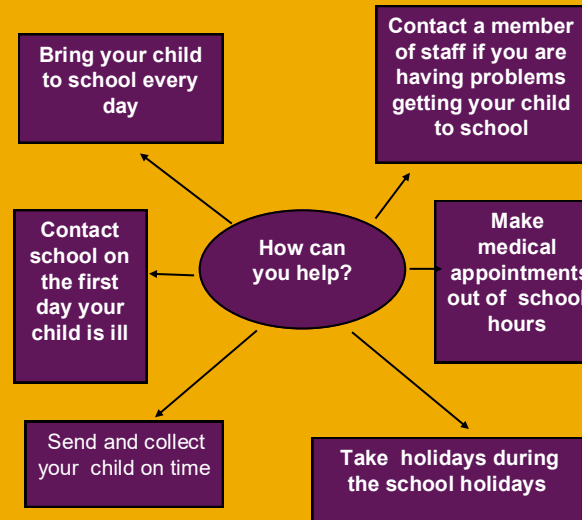 Bring your child
to school every
day
Contact a member
of staff if you are
having problems
getting your child
to school
How can
you help?
Contact
school on
the first
day your
child is ill
Make
medical
appointments
out of school
hours
Send and collect
your child on time
Take holidays during
the school holidays